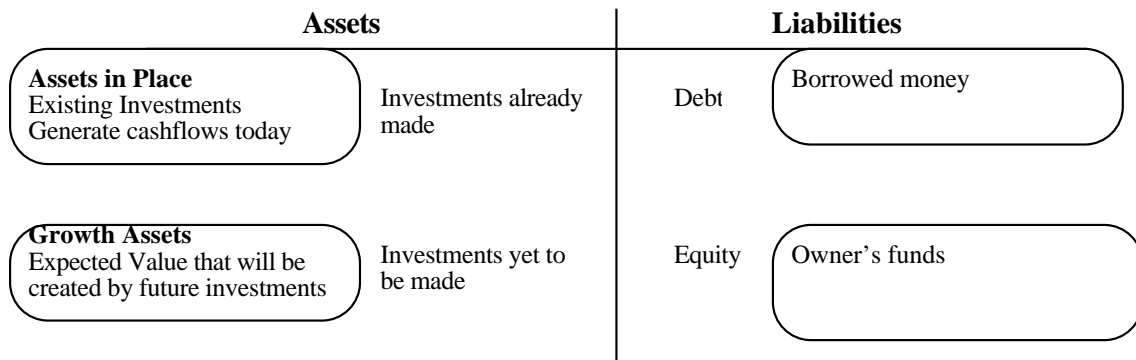 Assets
Liabilities
Assets in Place
Existing Investments
Generate cashflows today
Investments already
made
Debt
Borrowed money
Growth Assets
Expected Value that will be
created by future investments
Investments yet to
be made
Equity
Owner’s funds